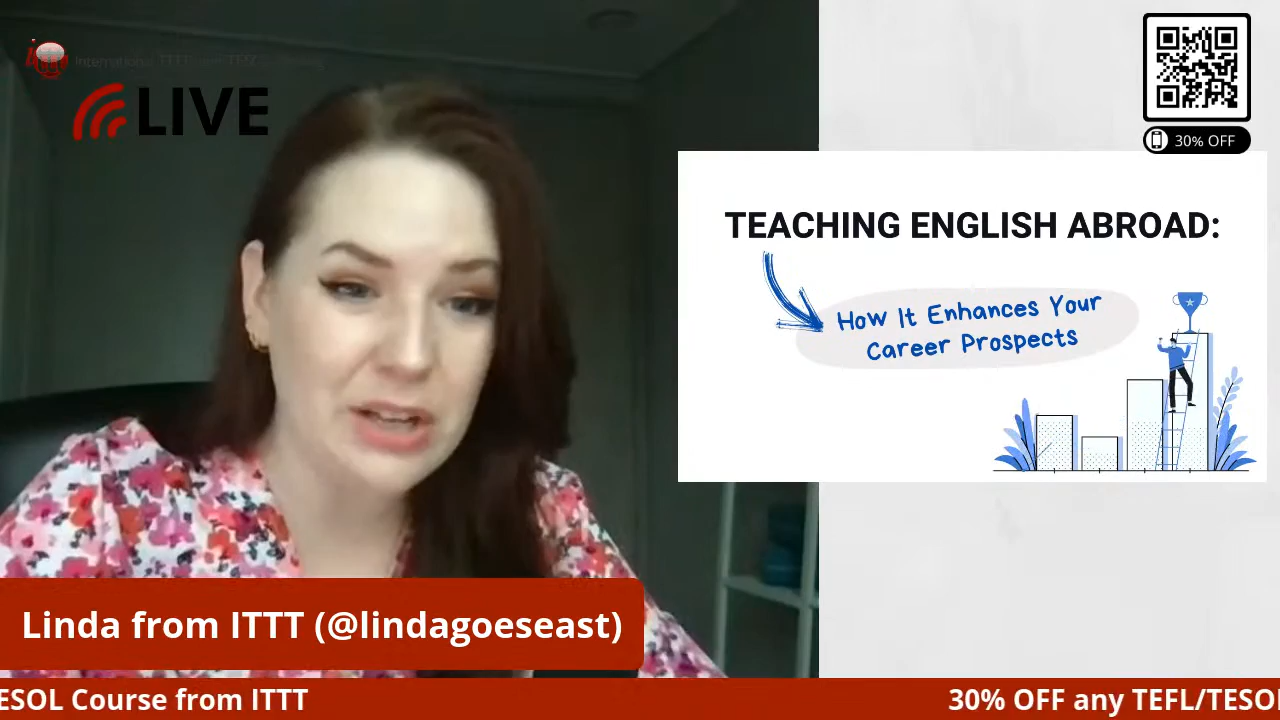 LIVE
30% OFF
TEACHING ENGLISH ABROAD:
How It Enhances Your
Career Prospects
Linda from ITTT (@lindagoeseast)
ESOL Course from ITTT
30% OFF any TEFL/TESOL